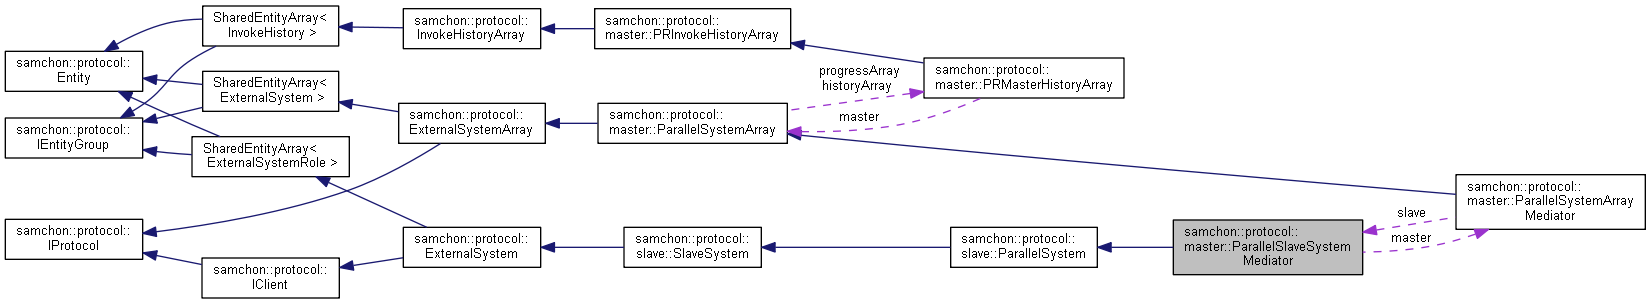 samchon::protocol::
Entity
samchon::protocol::
IEntityGroup
samchon::protocol::
IProtocol
SharedEntityArray<
InvokeHistory >
SharedEntityArray<
ExternalSystem >
SharedEntityArray<
ExternalSystemRole >
samchon::protocol::
IClient
samchon::protocol::
InvokeHistoryArray
samchon::protocol::
ExternalSystemArray
samchon::protocol::
ExternalSystem
samchon::protocol::
master::PRInvokeHistoryArray
samchon::protocol::
master::ParallelSystemArray
samchon::protocol::
slave::SlaveSystem
progressArray
historyArray
master
samchon::protocol::
master::PRMasterHistoryArray
samchon::protocol::
slave::ParallelSystem
samchon::protocol::
master::ParallelSlaveSystem
Mediator
slave
master
samchon::protocol::
master::ParallelSystemArray
Mediator